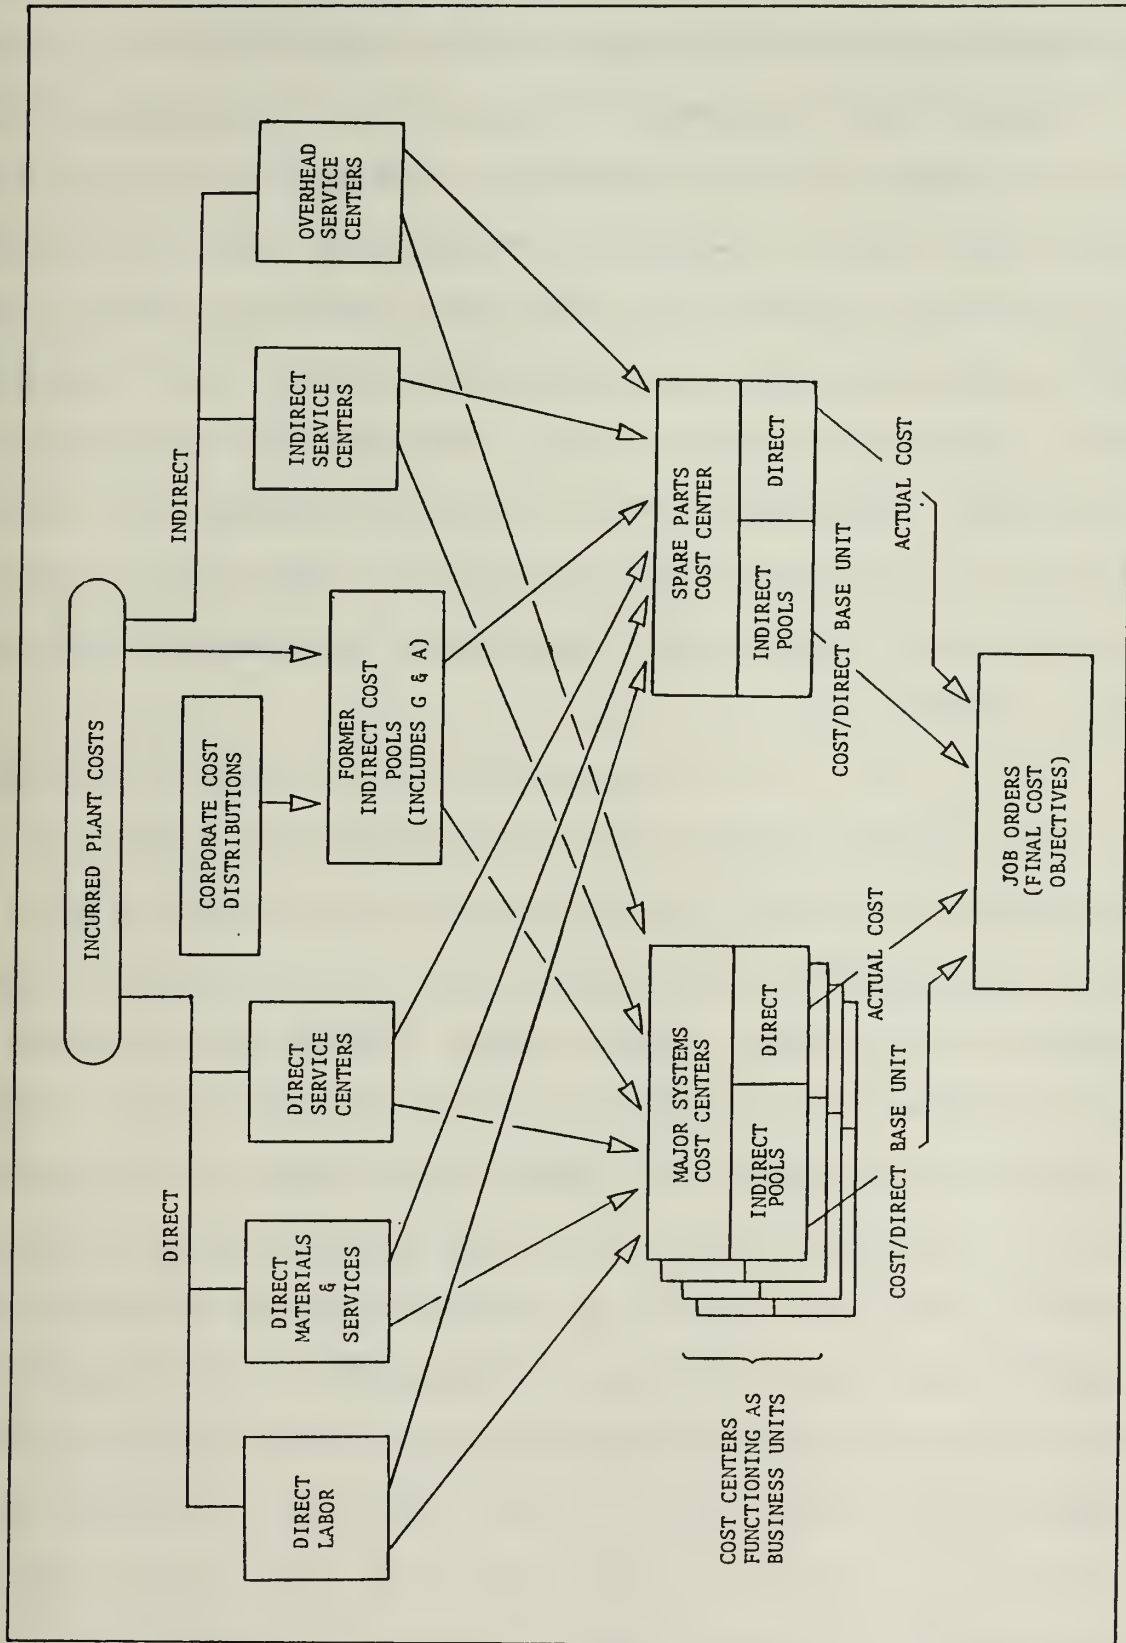 INCURRED PLANT COSTS
DIRECT
INDIRECT
CORPORATE COST
DISTRIBUTIONS
DIRECT
LABOR
DIRECT
MATERIALS
&
SERVICES
DIRECT
SERVICE
CENTERS
FORMER
INDIRECT COST
POOLS
(INCLUDES G & A)
INDIRECT
SERVICE
CENTERS
OVERHEAD
SERVICE
CENTERS
COST CENTERS
FUNCTIONING AS
BUSINESS UNITS
MAJOR SYSTEMS
COST CENTERS
INDIRECT
POOLS
DIRECT
SPARE PARTS
COST CENTER
INDIRECT
POOLS
DIRECT
COST/DIRECT BASE UNIT
ACTUAL COST
COST/DIRECT BASE UNIT
ACTUAL COST
JOB ORDERS
(FINAL COST
OBJECTIVES)